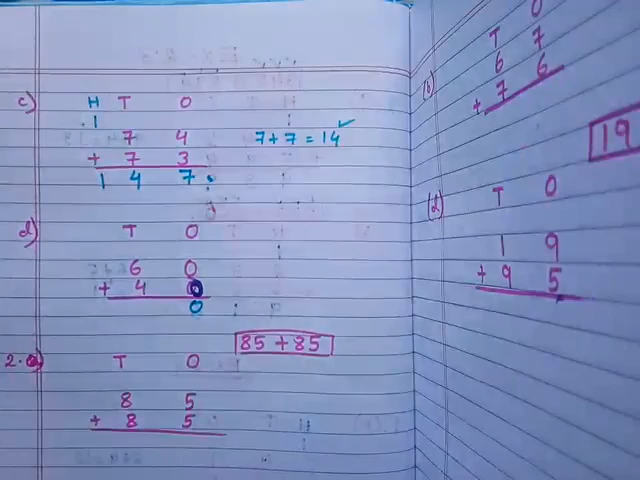 c) H T O
1
7 4 7+7 = 14 ✓
+ 7 3
1 4 7
d) T O
6 0
+ 4 0
0
85 + 85
2. a) T O
8 5
+ 8 5
(b) T O
6 7
+ 7 6
19
(d) T O
1 9
+ 9 5